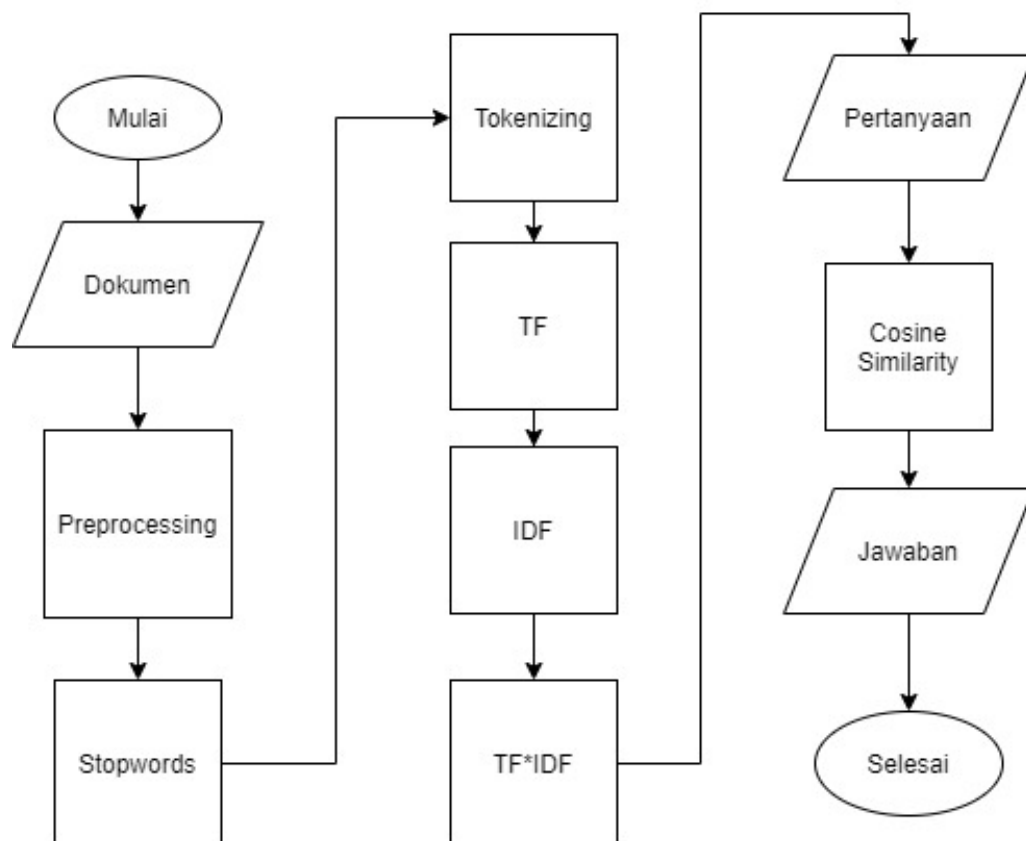 Mulai
Dokumen
Preprocessing
Stopwords
Tokenizing
TF
IDF
TF*IDF
Pertanyaan
Cosine
Similarity
Jawaban
Selesai